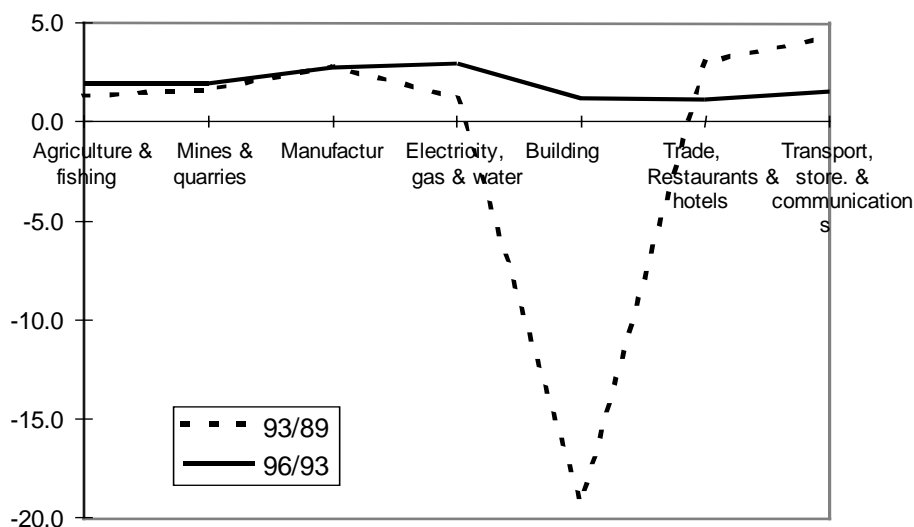 5.0
0.0
Agriculture & Mines & Manufactur Electricity, Building Trade, Transport,
fishing quarries gas & water Restaurants & store. &
hotels communication
s
-5.0
-10.0
-15.0
93/89
96/93
-20.0